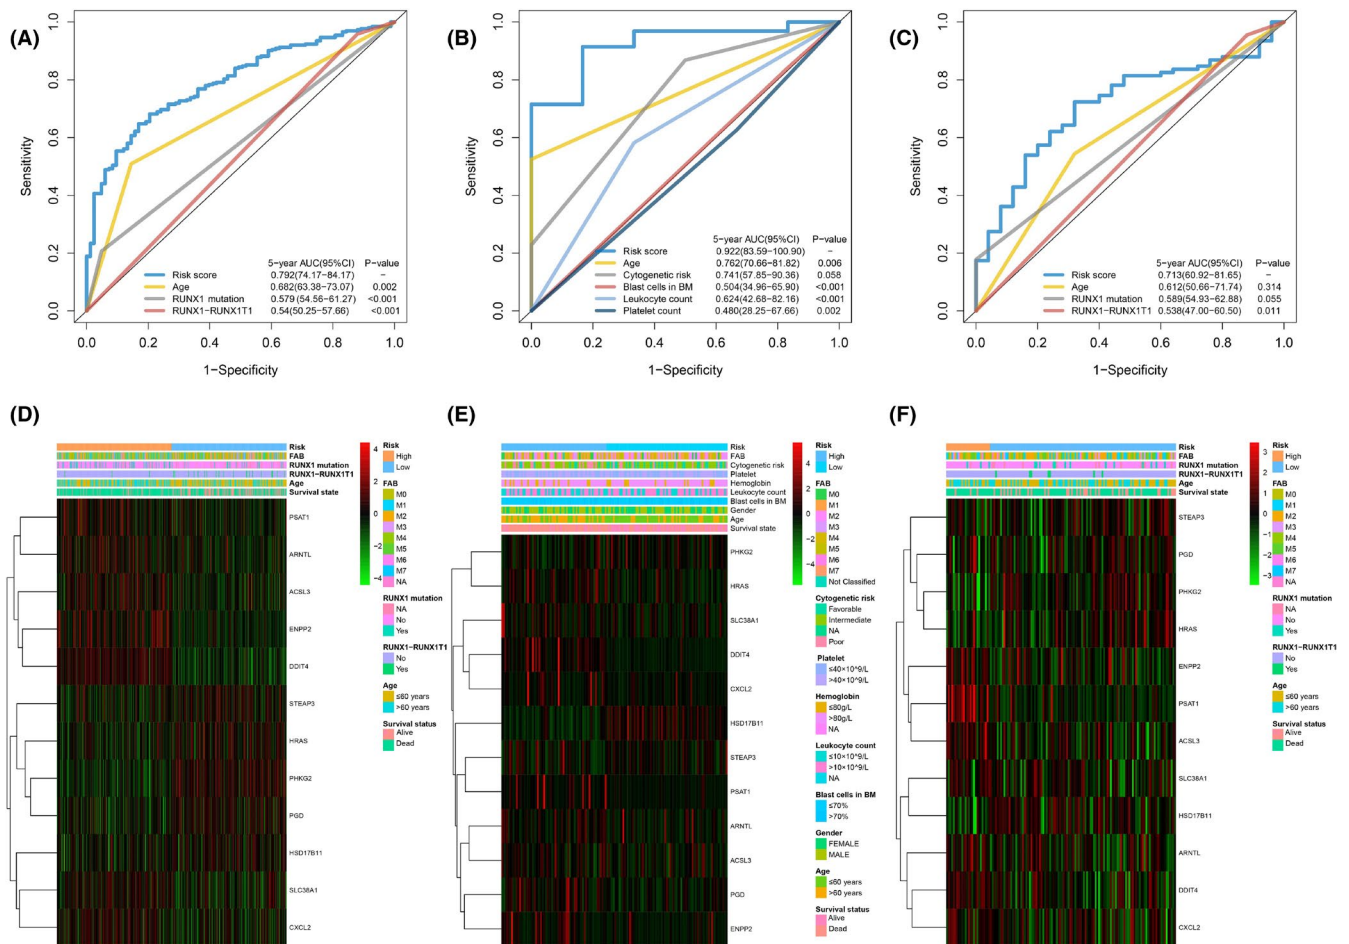 (A)
1.0
0.8
0.6
0.4
0.2
0.0
Sensitivity
5−year AUC(95%CI) P−value
Risk score 0.792(74.17−84.17) −
Age 0.682(63.38−73.07) 0.002
RUNX1 mutation 0.579 (54.56−61.27) <0.001
RUNX1−RUNX1T1 0.54(50.25−57.66) <0.001
0.0 0.2 0.4 0.6 0.8 1.0
1−Specificity
(B)
1.0
0.8
0.6
0.4
0.2
0.0
Sensitivity
5−year AUC(95%CI) P−value
Risk score 0.922(83.59−100.90) −
Age 0.762(70.66−81.82) 0.006
Cytogenetic risk 0.741(57.85−90.36) 0.058
Blast cells in BM 0.504(34.96−65.90) <0.001
Leukocyte count 0.624(42.68−82.16) <0.001
Platelet count 0.480(28.25−67.66) 0.002
0.0 0.2 0.4 0.6 0.8 1.0
1−Specificity
(C)
1.0
0.8
0.6
0.4
0.2
0.0
Sensitivity
5−year AUC(95%CI) P−value
Risk score 0.713(60.92−81.65) −
Age 0.612(50.66−71.74) 0.314
RUNX1 mutation 0.589(54.93−62.88) 0.055
RUNX1−RUNX1T1 0.538(47.00−60.50) 0.011
0.0 0.2 0.4 0.6 0.8 1.0
1−Specificity
(D)
Risk
FAB
RUNX1 mutation
RUNX1−RUNX1T1
Age
Survival state
PSAT1
ARNTL
ACSL3
ENPP2
DDIT4
STEAP3
HRAS
PHKG2
PGD
HSD17B11
SLC38A1
CXCL2
4
2
0
−2
−4
Risk
High
Low
FAB
M0
M1
M2
M3
M4
M5
M6
M7
NA
RUNX1 mutation
NA
No
Yes
RUNX1−RUNX1T1
No
Yes
Age
≤60 years
>60 years
Survival status
Alive
Dead
(E)
Risk
FAB
Cytogenetic risk
Platelet
Hemoglobin
Leukocyte count
Blast cells in BM
Gender
Age
Survival state
PHKG2
HRAS
SLC38A1
DDIT4
CXCL2
HSD17B11
STEAP3
PSAT1
ARNTL
ACSL3
PGD
ENPP2
4
2
0
−2
−4
Risk
High
Low
FAB
M0
M1
M2
M3
M4
M5
M6
M7
Not Classified
Cytogenetic risk
Favorable
Intermediate
NA
Poor
Platelet
≤40×10^9/L
>40×10^9/L
Hemoglobin
≤80g/L
>80g/L
NA
Leukocyte count
≤10×10^9/L
>10×10^9/L
NA
Blast cells in BM
≤70%
>70%
Gender
FEMALE
MALE
Age
≤60 years
>60 years
Survival status
Alive
Dead
(F)
Risk
FAB
RUNX1 mutation
RUNX1−RUNX1T1
Age
Survival state
STEAP3
PGD
PHKG2
HRAS
ENPP2
PSAT1
ACSL3
SLC38A1
HSD17B11
ARNTL
DDIT4
CXCL2
3
2
1
0
−1
−2
−3
Risk
High
Low
FAB
M0
M1
M2
M3
M4
M5
M6
M7
NA
RUNX1 mutation
NA
No
Yes
RUNX1−RUNX1T1
No
Yes
Age
≤60 years
>60 years
Survival status
Alive
Dead